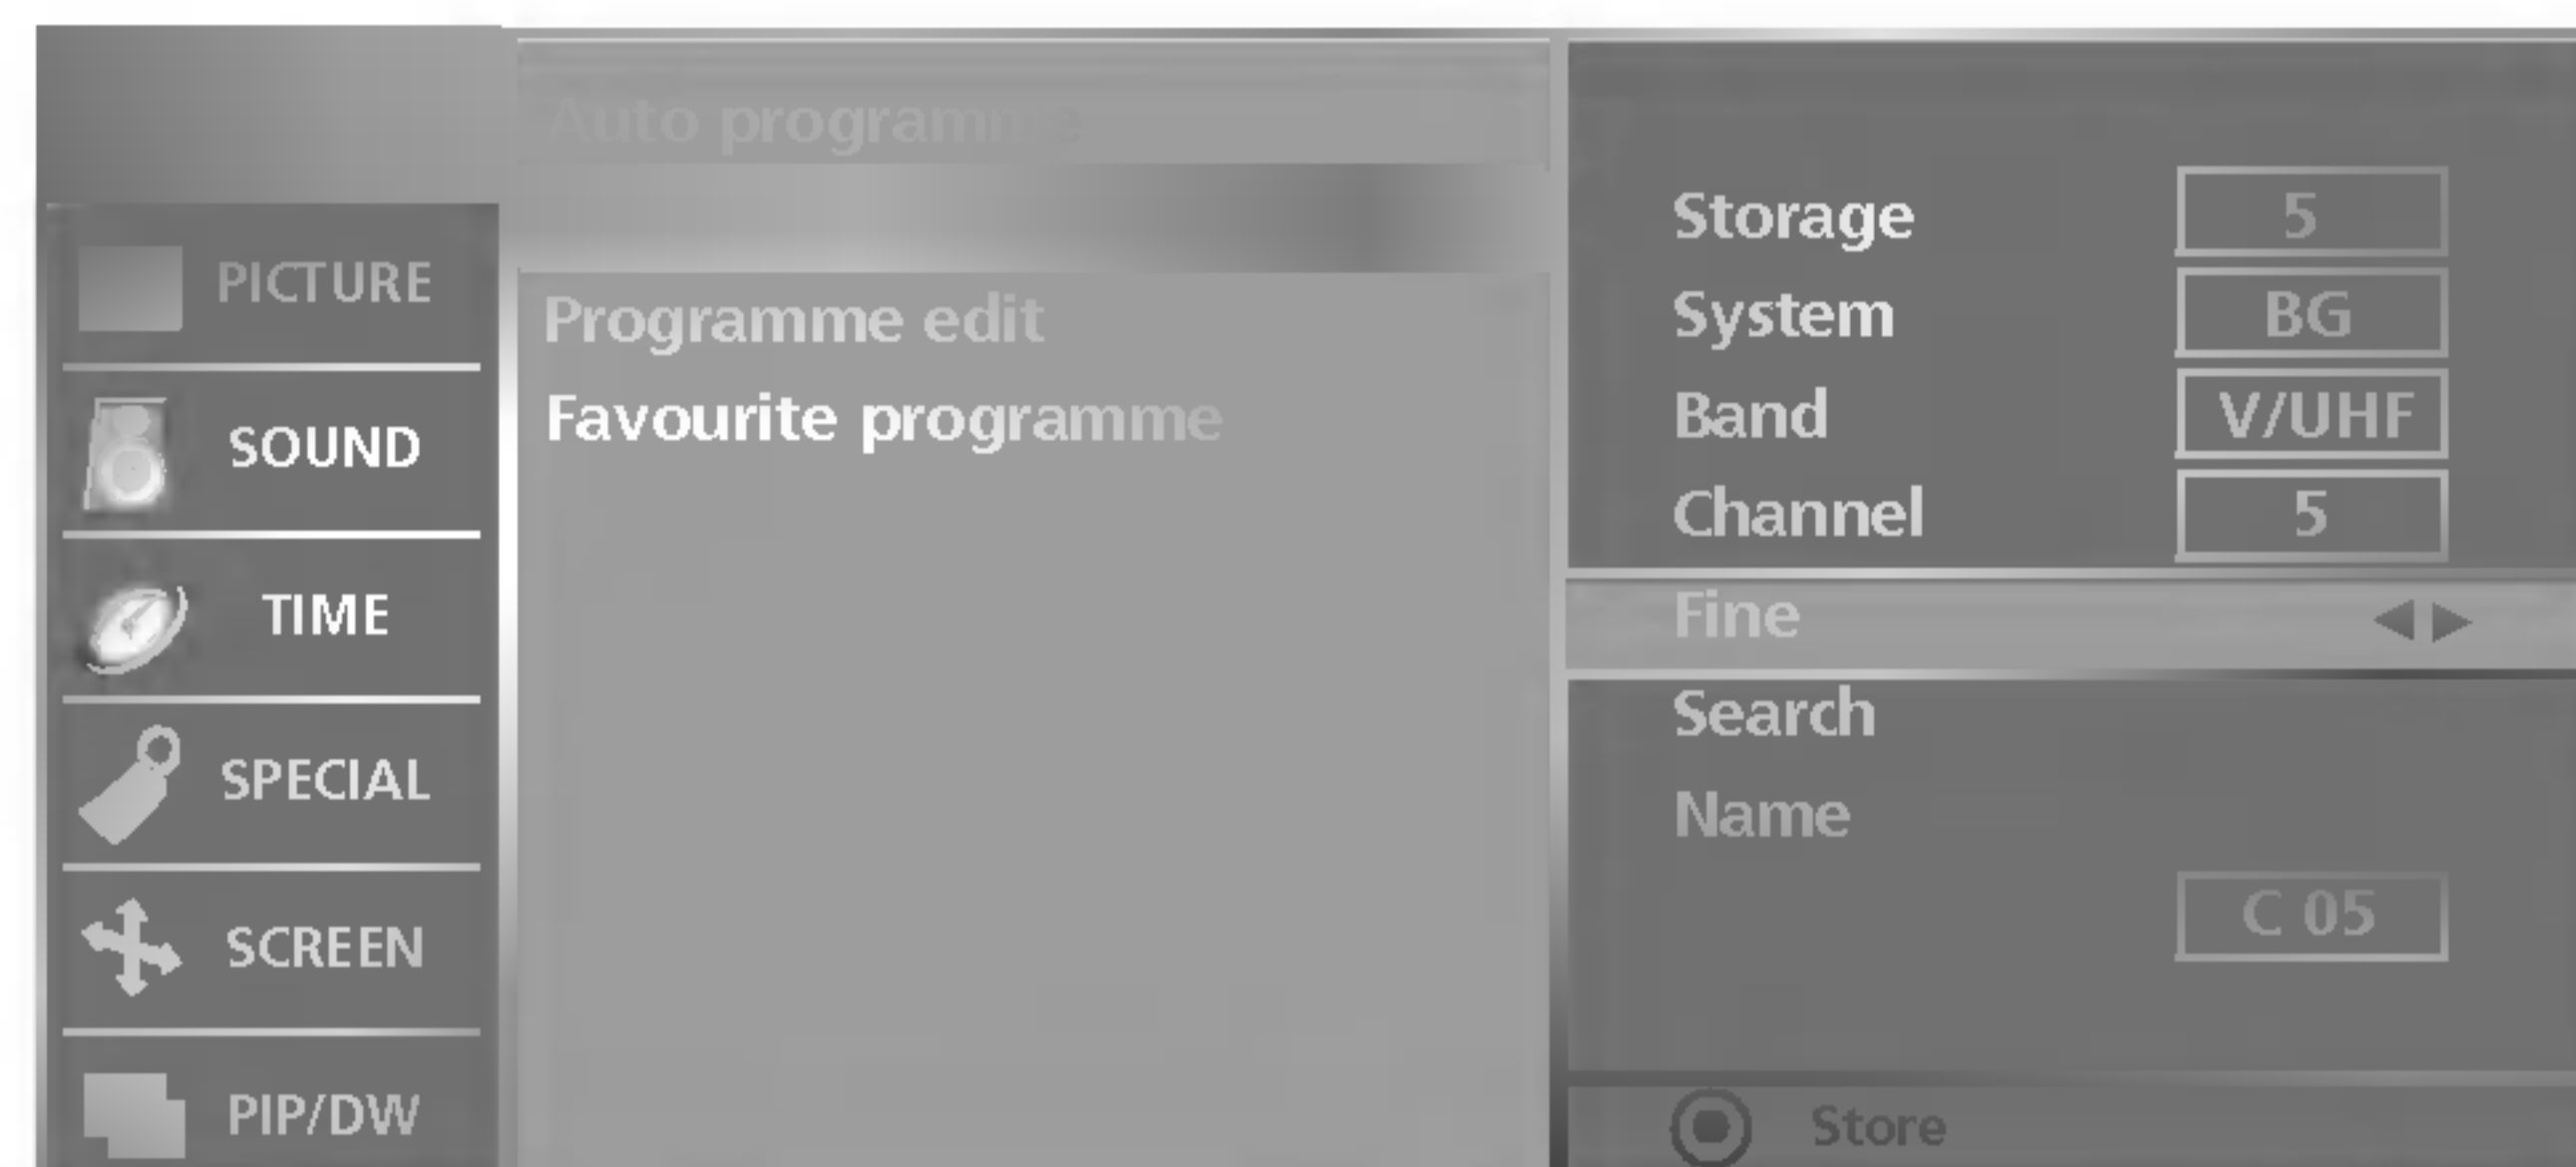 PICTURE
SOUND
TIME
SPECIAL
SCREEN
PIP/DW
Auto programme
Programme edit
Favourite programme
Storage 5
System BG
Band V/UHF
Channel 5
Fine ◀ ▶
Search
Name
C 05
Store